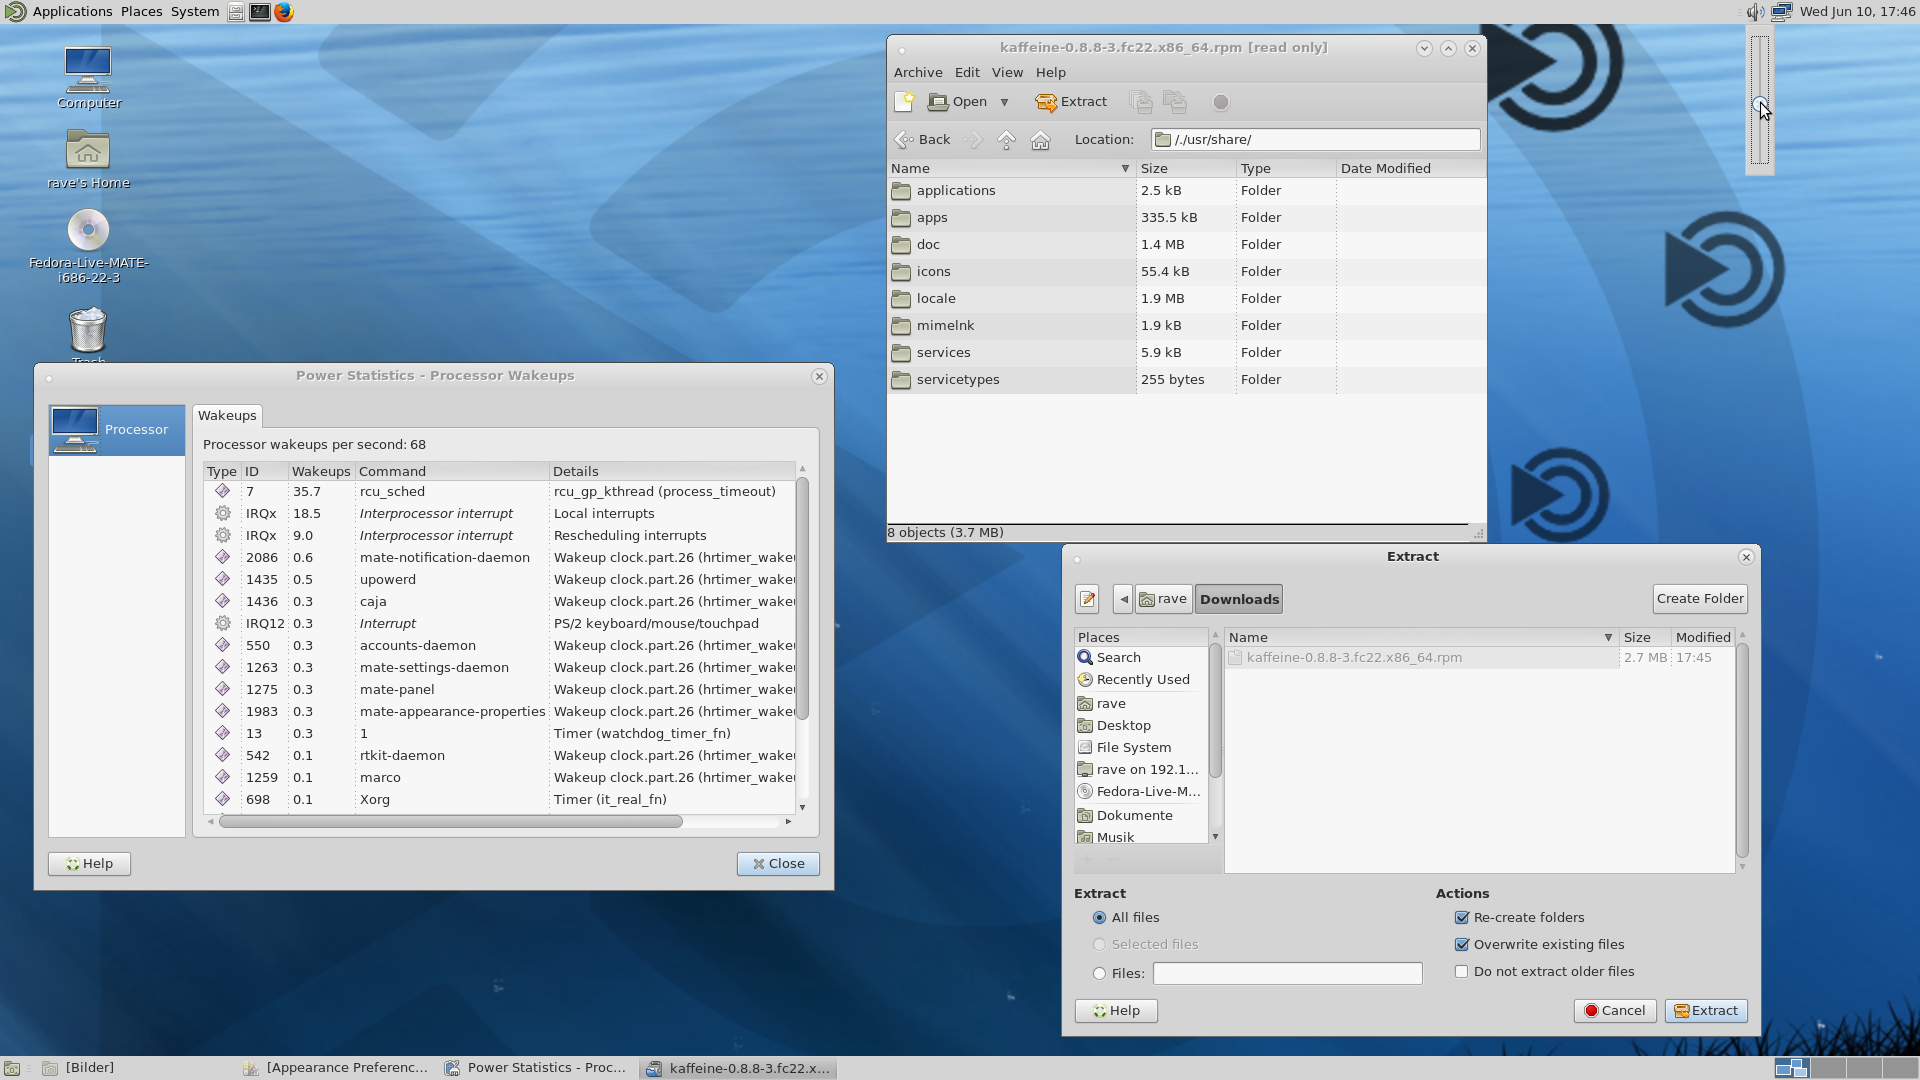 Applications Places System
Wed Jun 10, 17:46
Computer
rave's Home
Fedora-Live-MATE-
i686-22-3
Trash
kaffeine-0.8.8-3.fc22.x86_64.rpm [read only]
Archive Edit View Help
Open Extract
Back Location: /./usr/share/
Name Size Type Date Modified
applications 2.5 kB Folder
apps 335.5 kB Folder
doc 1.4 MB Folder
icons 55.4 kB Folder
locale 1.9 MB Folder
mimelnk 1.9 kB Folder
services 5.9 kB Folder
servicetypes 255 bytes Folder
8 objects (3.7 MB)
Power Statistics - Processor Wakeups
Processor
Wakeups
Processor wakeups per second: 68
Type ID Wakeups Command Details
7 35.7 rcu_sched rcu_gp_kthread (process_timeout)
IRQx 18.5 Interprocessor interrupt Local interrupts
IRQx 9.0 Interprocessor interrupt Rescheduling interrupts
2086 0.6 mate-notification-daemon Wakeup clock.part.26 (hrtimer_wake
1435 0.5 upowerd Wakeup clock.part.26 (hrtimer_wake
1436 0.3 caja Wakeup clock.part.26 (hrtimer_wake
IRQ12 0.3 Interrupt PS/2 keyboard/mouse/touchpad
550 0.3 accounts-daemon Wakeup clock.part.26 (hrtimer_wake
1263 0.3 mate-settings-daemon Wakeup clock.part.26 (hrtimer_wake
1275 0.3 mate-panel Wakeup clock.part.26 (hrtimer_wake
1983 0.3 mate-appearance-properties Wakeup clock.part.26 (hrtimer_wake
13 0.3 1 Timer (watchdog_timer_fn)
542 0.1 rtkit-daemon Wakeup clock.part.26 (hrtimer_wake
1259 0.1 marco Wakeup clock.part.26 (hrtimer_wake
698 0.1 Xorg Timer (it_real_fn)
Help Close
Extract
rave Downloads Create Folder
Places
Search
Recently Used
rave
Desktop
File System
rave on 192.1...
Fedora-Live-M...
Dokumente
Musik
Name Size Modified
kaffeine-0.8.8-3.fc22.x86_64.rpm 2.7 MB 17:45
Extract
All files
Selected files
Files:
Actions
Re-create folders
Overwrite existing files
Do not extract older files
Help Cancel Extract
[Bilder] [Appearance Preferenc... Power Statistics - Proc... kaffeine-0.8.8-3.fc22.x...